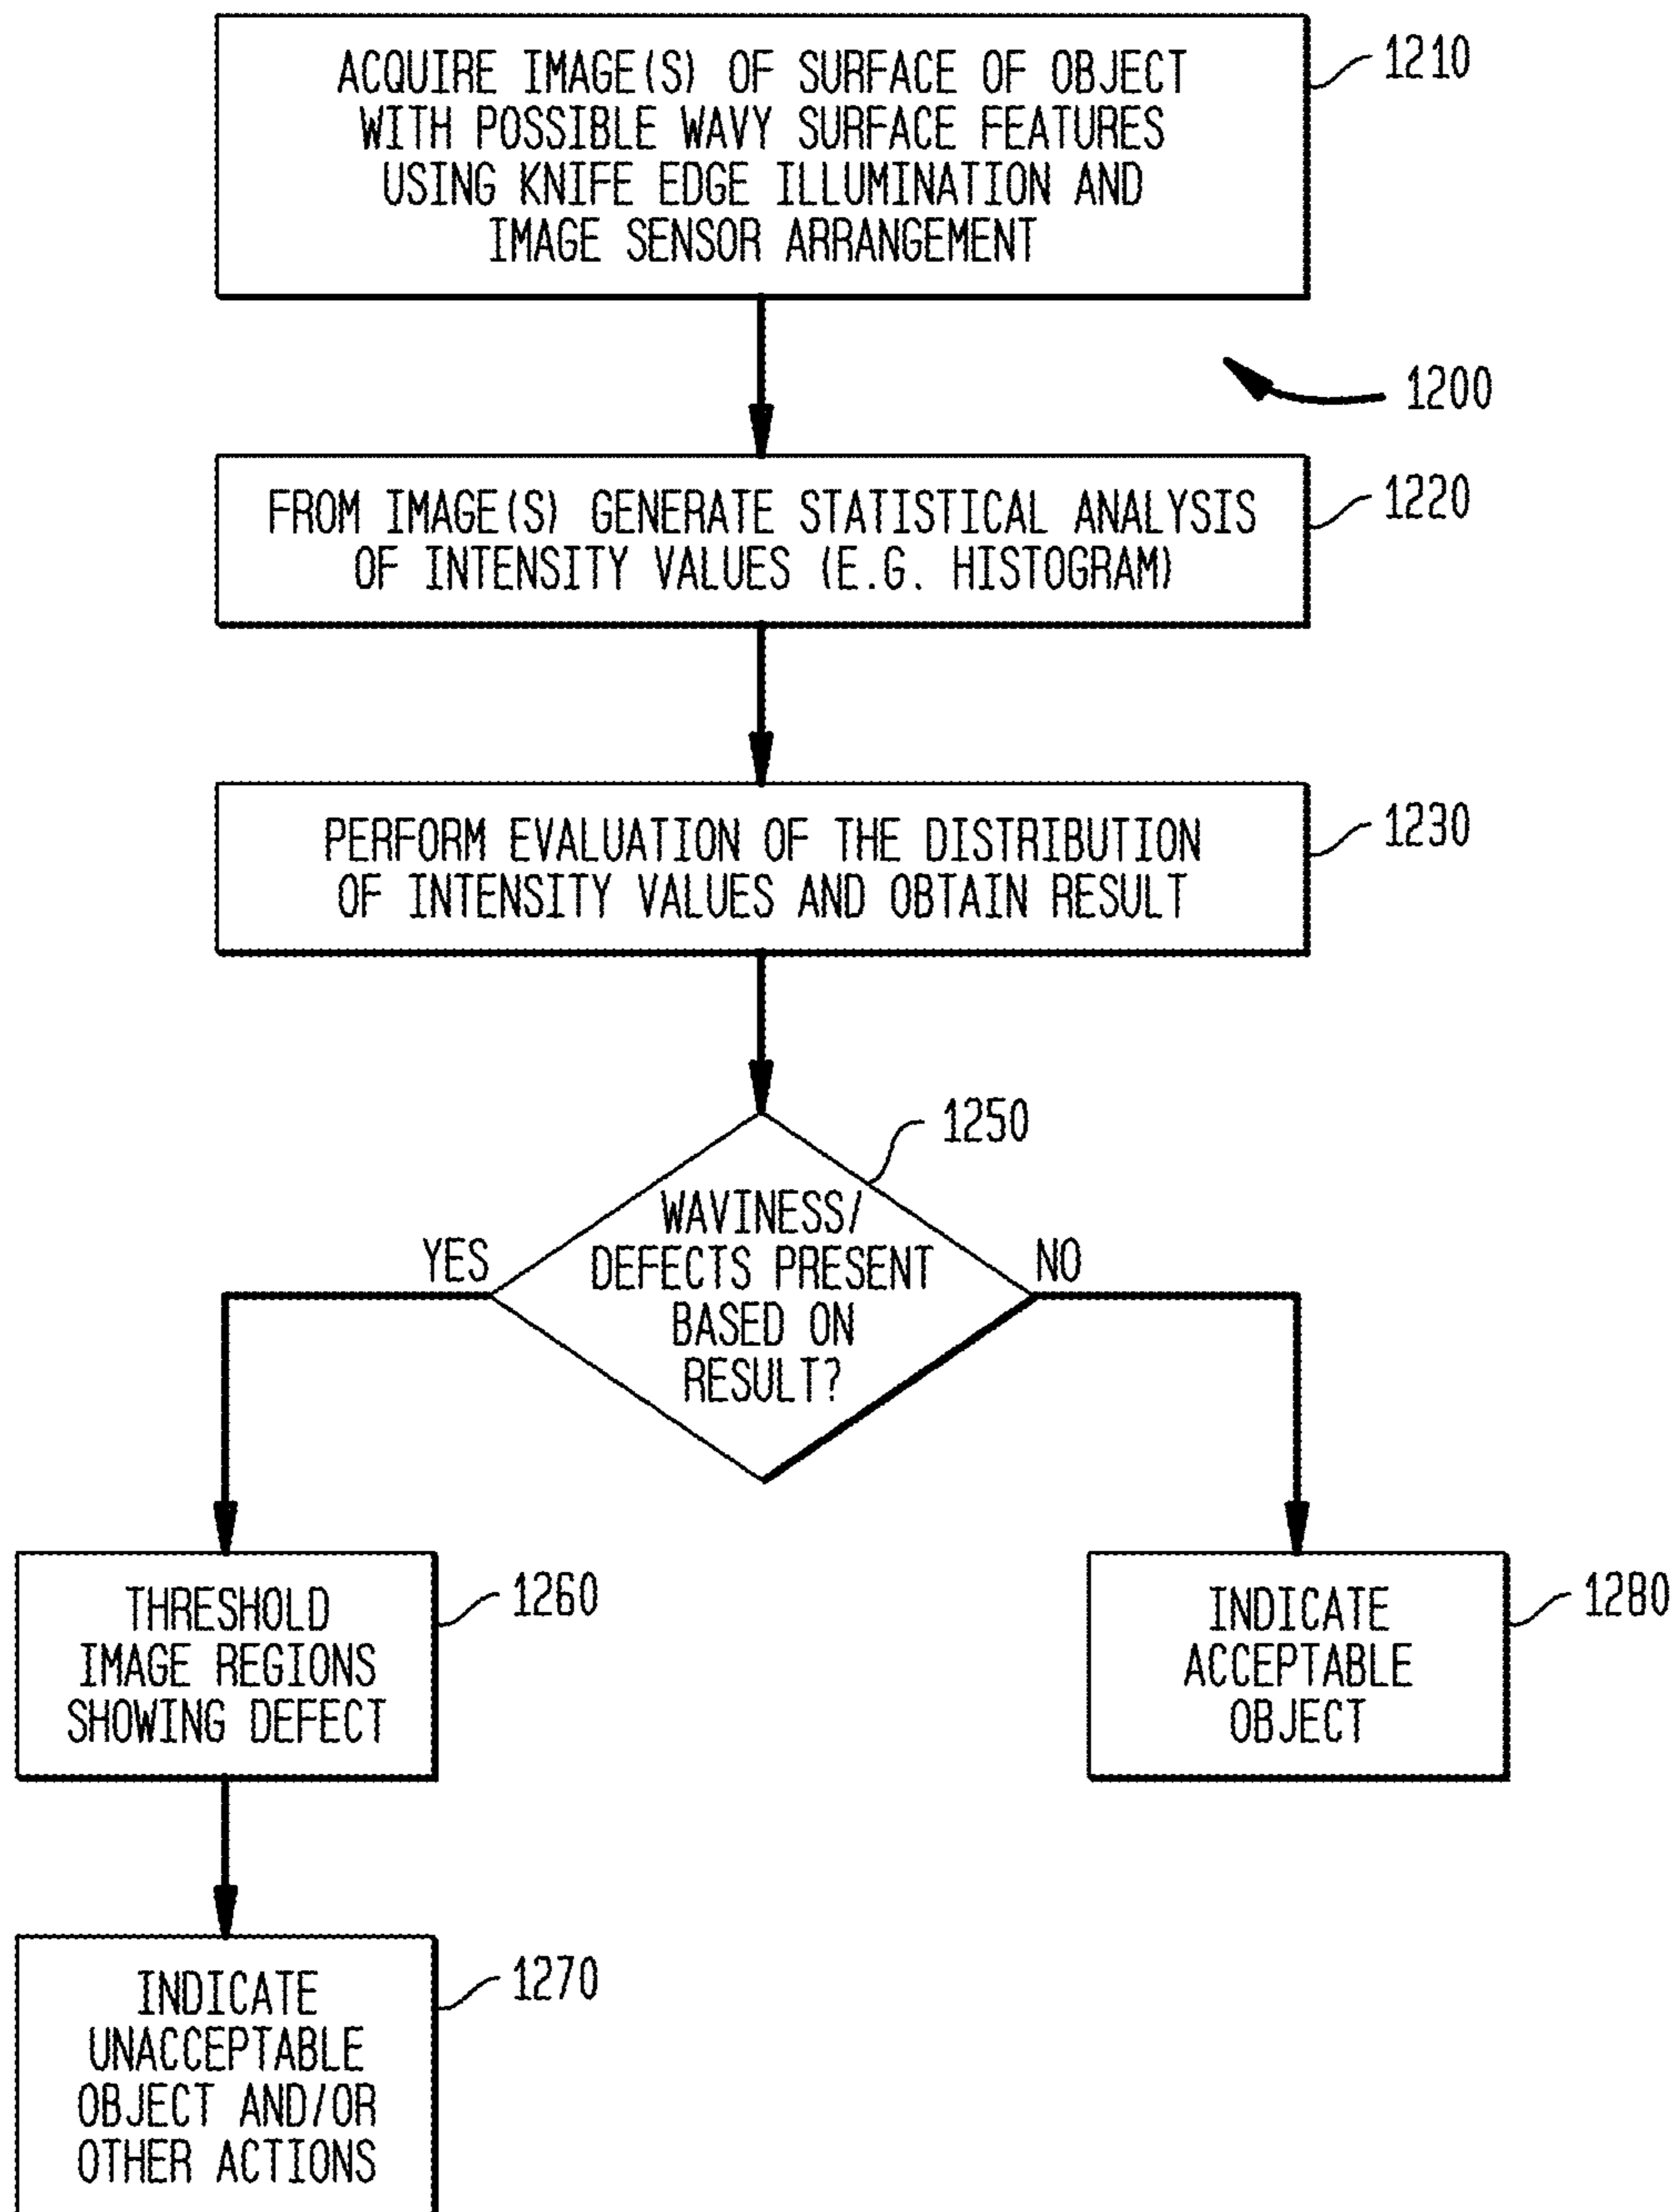 ACQUIRE IMAGE(S) OF SURFACE OF OBJECT
WITH POSSIBLE WAVY SURFACE FEATURES
USING KNIFE EDGE ILLUMINATION AND
IMAGE SENSOR ARRANGEMENT
1210
1200
FROM IMAGE(S) GENERATE STATISTICAL ANALYSIS
OF INTENSITY VALUES (E.G. HISTOGRAM)
1220
PERFORM EVALUATION OF THE DISTRIBUTION
OF INTENSITY VALUES AND OBTAIN RESULT
1230
1250
WAVINESS/
DEFECTS PRESENT
BASED ON
RESULT?
YES
NO
THRESHOLD
IMAGE REGIONS
SHOWING DEFECT
1260
INDICATE
ACCEPTABLE
OBJECT
1280
INDICATE
UNACCEPTABLE
OBJECT AND/OR
OTHER ACTIONS
1270